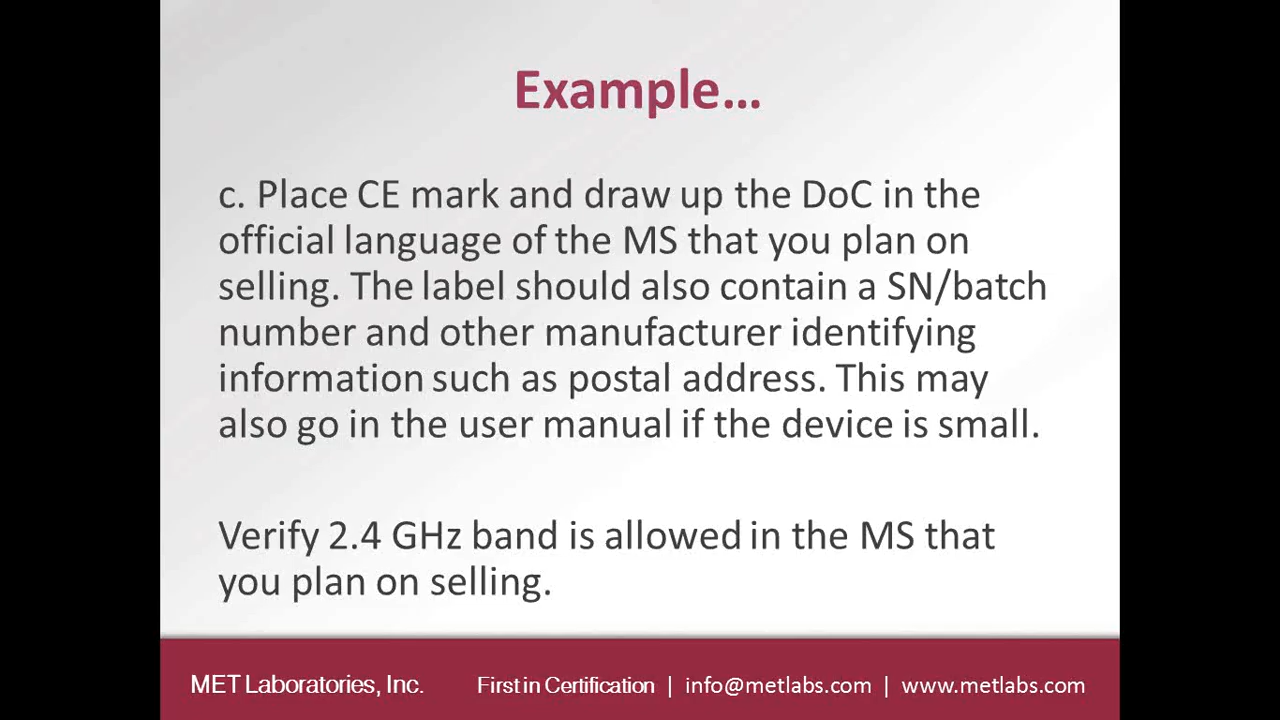 Example...
c. Place CE mark and draw up the DoC in the
official language of the MS that you plan on
selling. The label should also contain a SN/batch
number and other manufacturer identifying
information such as postal address. This may
also go in the user manual if the device is small.
Verify 2.4 GHz band is allowed in the MS that
you plan on selling.
MET Laboratories, Inc. First in Certification | info@metlabs.com | www.metlabs.com